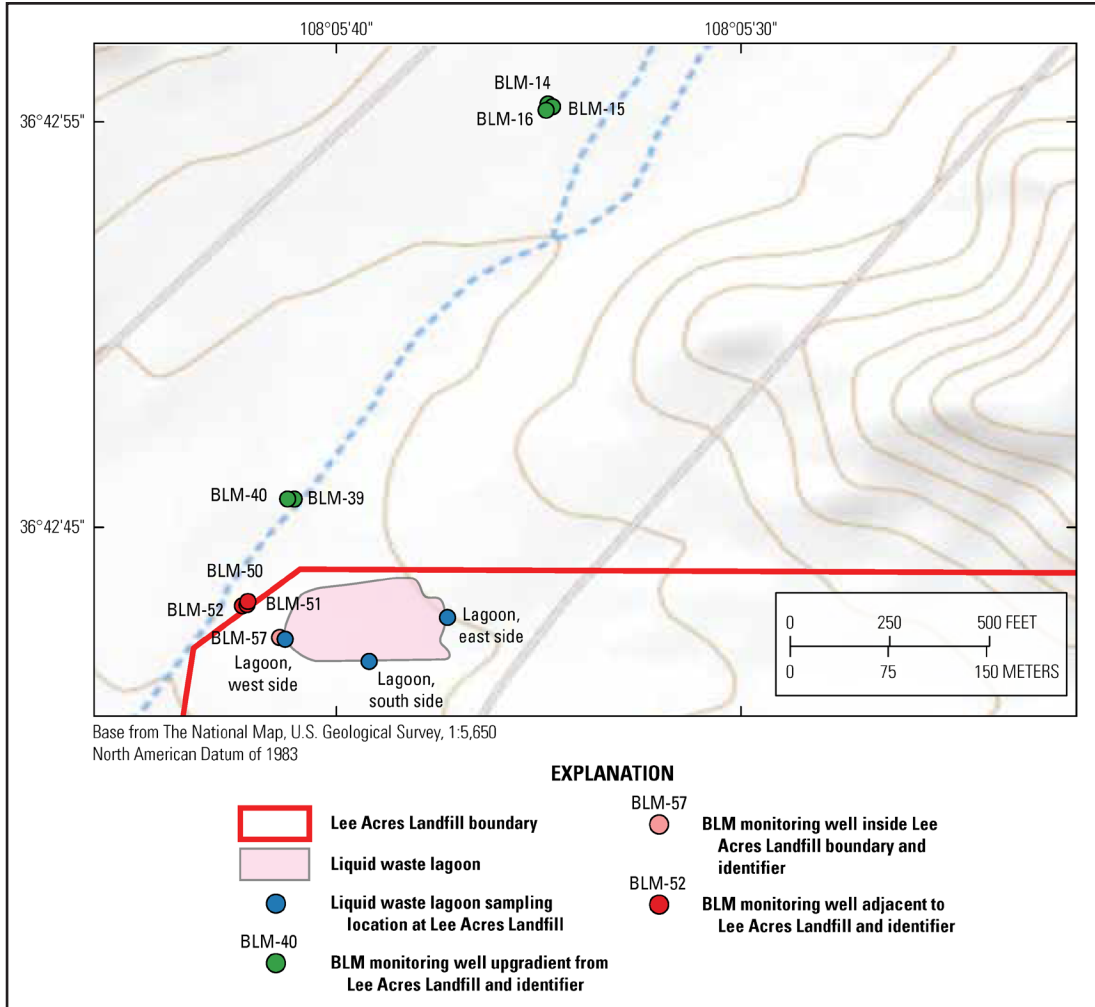 108°05'40"
108°05'30"
BLM-14
BLM-15
BLM-16
36°42'55"
BLM-40
BLM-39
36°42'45"
BLM-50
BLM-51
BLM-52
BLM-57
Lagoon,
west side
Lagoon,
south side
Lagoon,
east side
0 250 500 FEET
0 75 150 METERS
Base from The National Map, U.S. Geological Survey, 1:5,650
North American Datum of 1983
EXPLANATION
Lee Acres Landfill boundary
Liquid waste lagoon
Liquid waste lagoon sampling
location at Lee Acres Landfill
BLM-40
BLM monitoring well upgradient from
Lee Acres Landfill and identifier
BLM-57
BLM monitoring well inside Lee
Acres Landfill boundary and
identifier
BLM-52
BLM monitoring well adjacent to
Lee Acres Landfill and identifier